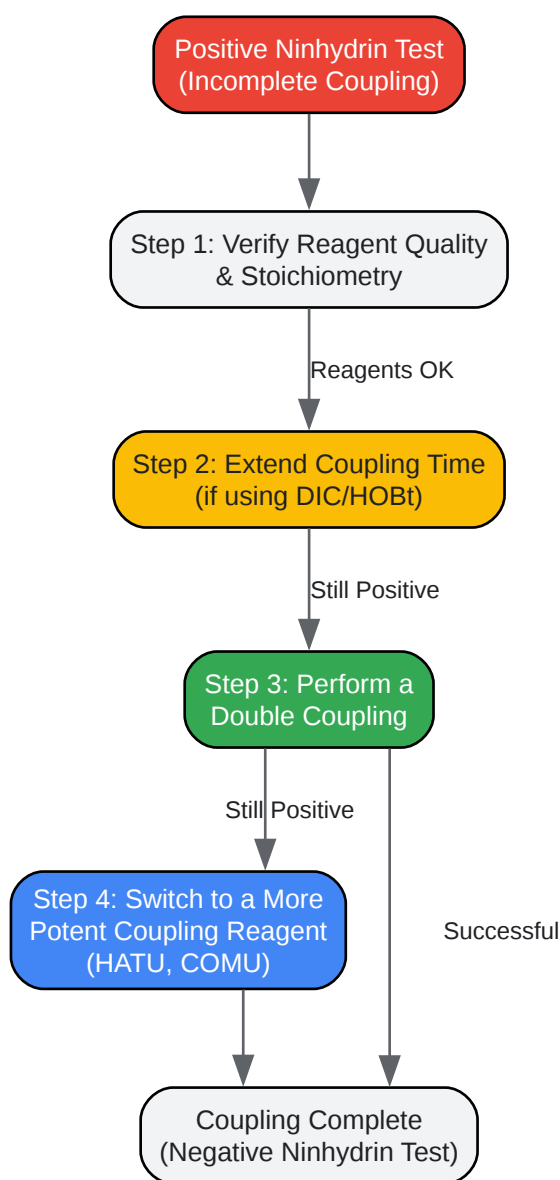 Positive Ninhydrin Test
(Incomplete Coupling)
Step 1: Verify Reagent Quality
& Stoichiometry
Reagents OK
Step 2: Extend Coupling Time
(if using DIC/HOBt)
Still Positive
Step 3: Perform a
Double Coupling
Still Positive
Step 4: Switch to a More
Potent Coupling Reagent
(HATU, COMU)
Successful
Coupling Complete
(Negative Ninhydrin Test)